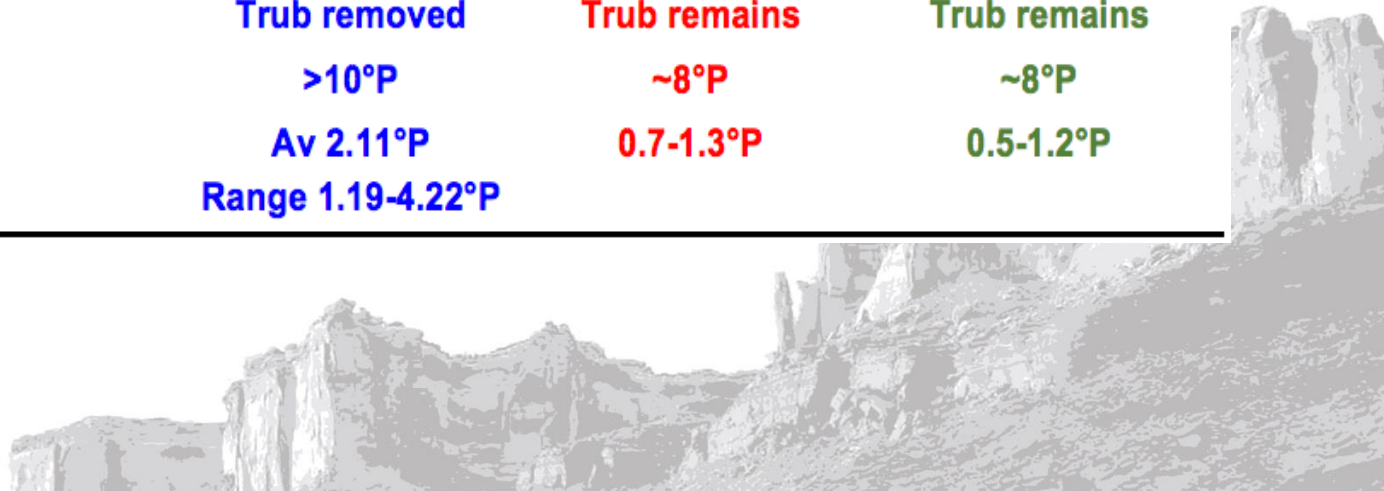 Trub removed Trub remains Trub remains
>10°P ~8°P ~8°P
Av 2.11°P 0.7-1.3°P 0.5-1.2°P
Range 1.19-4.22°P